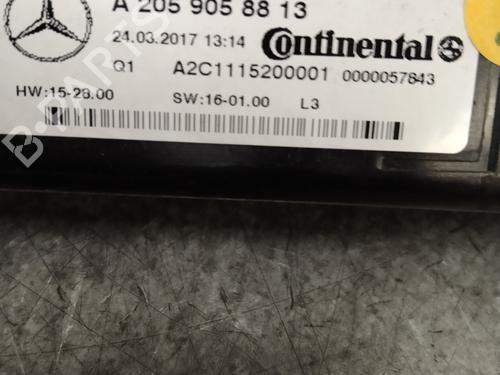 A 205 905 88 13
24.03.2017 13:14 Continental
Q1 A2C1115200001 0000057843
HW:15-28.00 SW:16-01.00 L3
B-PARTS